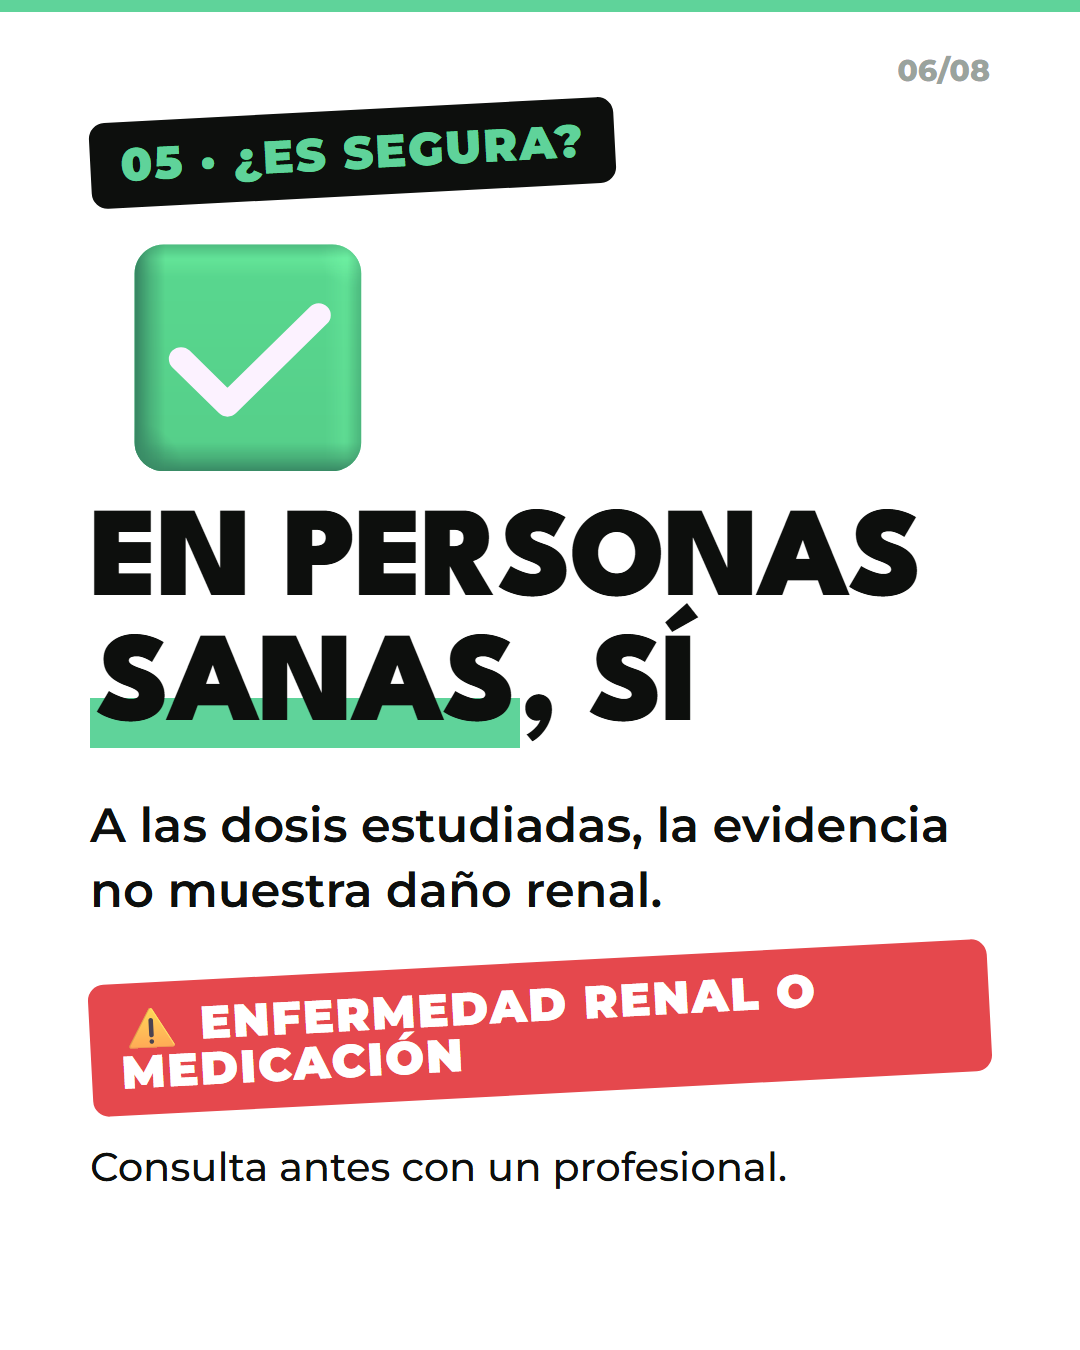 06/08
05 · ¿ES SEGURA?
EN PERSONAS
SANAS, SÍ
A las dosis estudiadas, la evidencia
no muestra daño renal.
⚠️ ENFERMEDAD RENAL O
MEDICACIÓN
Consulta antes con un profesional.